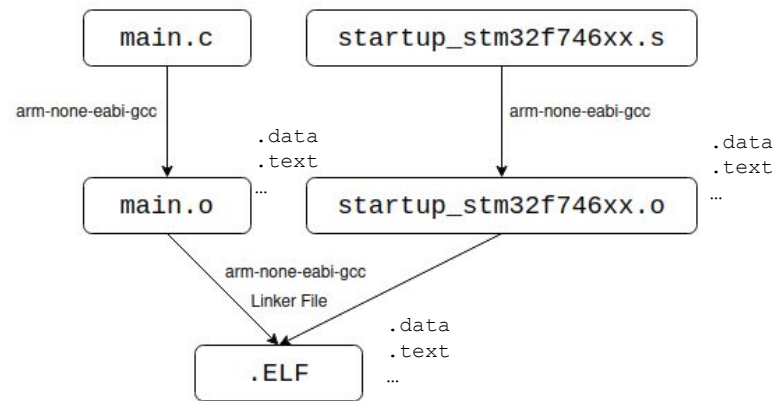 main.c
startup_stm32f746xx.s
arm-none-eabi-gcc
arm-none-eabi-gcc
.data
.text
…
.data
.text
…
main.o
startup_stm32f746xx.o
arm-none-eabi-gcc
Linker File
.data
.text
…
.ELF